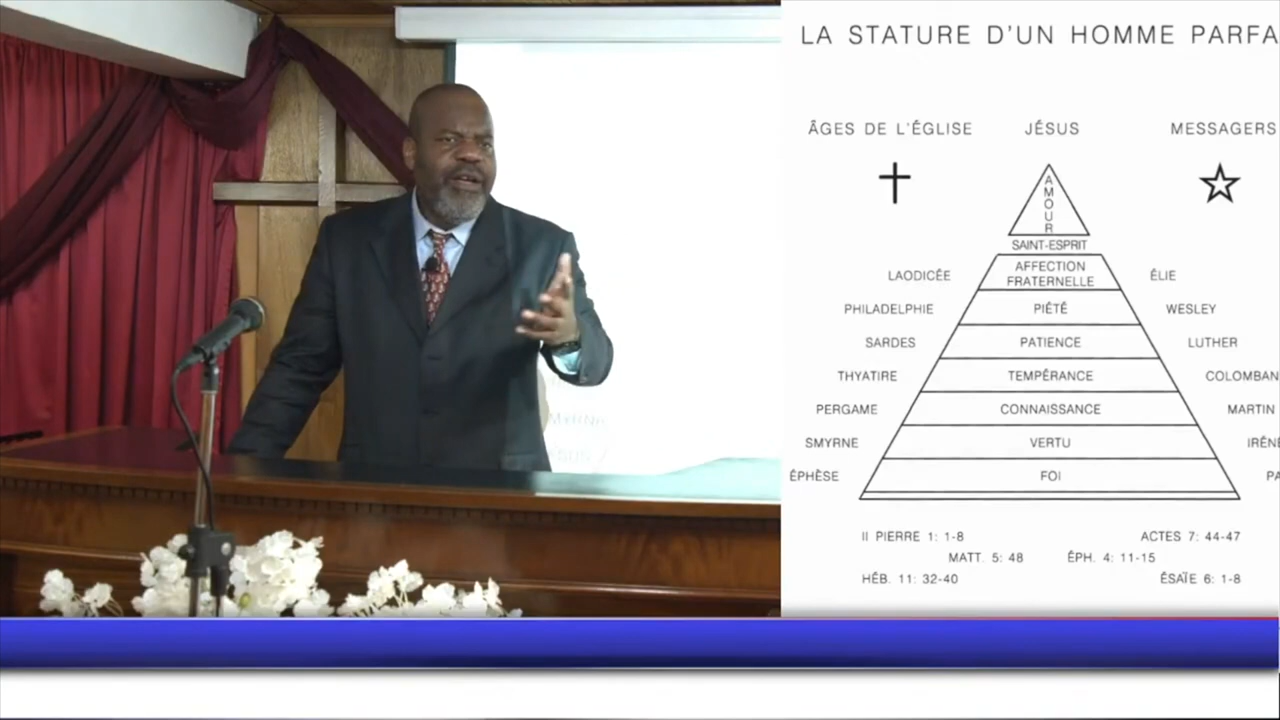 LA STATURE D'UN HOMME PARFA
ÂGES DE L'ÉGLISE JÉSUS MESSAGERS
AMOUR
SAINT-ESPRIT
LAODICÉE AFFECTION FRATERNELLE ÉLIE
PHILADELPHIE PIÉTÉ WESLEY
SARDES PATIENCE LUTHER
THYATIRE TEMPÉRANCE COLOMBAN
PERGAME CONNAISSANCE MARTIN
SMYRNE VERTU IRÉNÉ
ÉPHÈSE FOI PA
II PIERRE 1: 1-8 ACTES 7: 44-47
MATT. 5: 48 ÉPH. 4: 11-15
HÉB. 11: 32-40 ÉSAÏE 6: 1-8